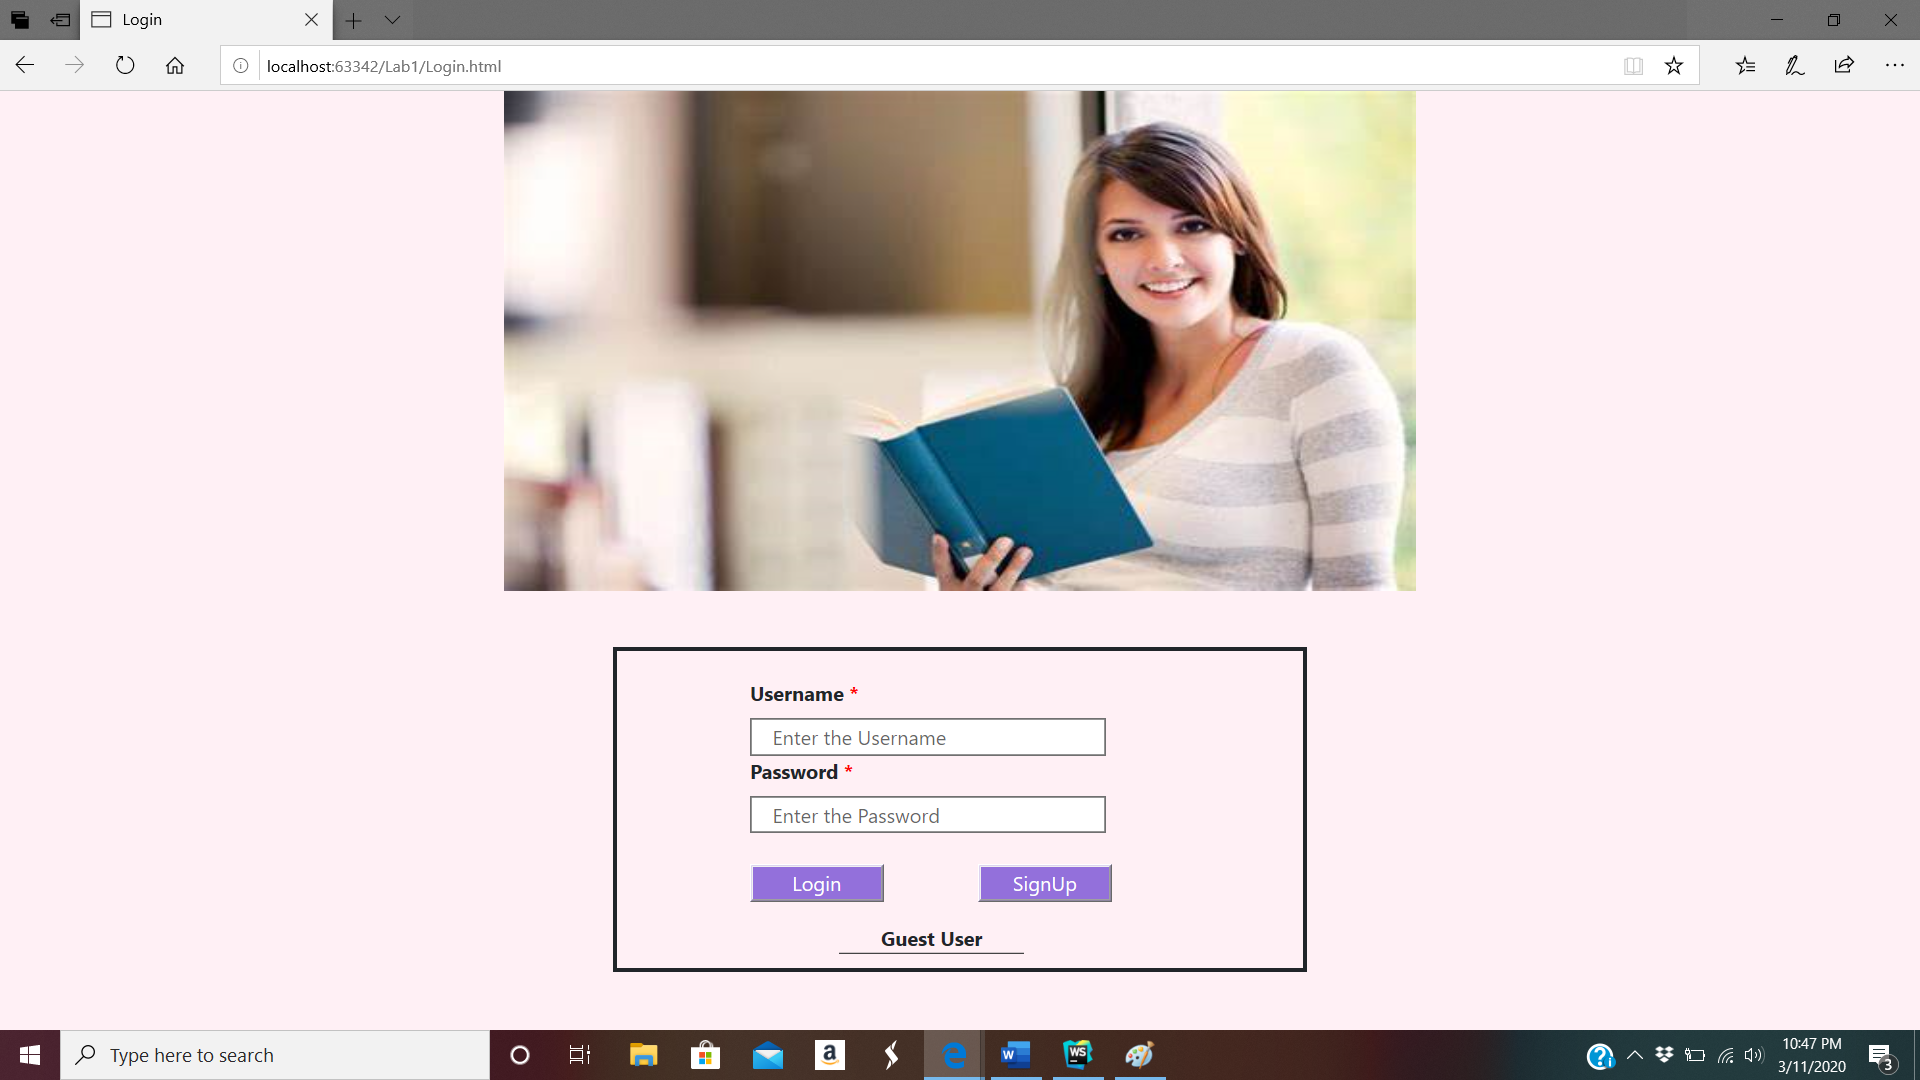 Login
localhost:63342/Lab1/Login.html
Username *
Enter the Username
Password *
Enter the Password
Login SignUp
Guest User
Type here to search
a
W
WS
?
10:47 PM
3/11/2020
3